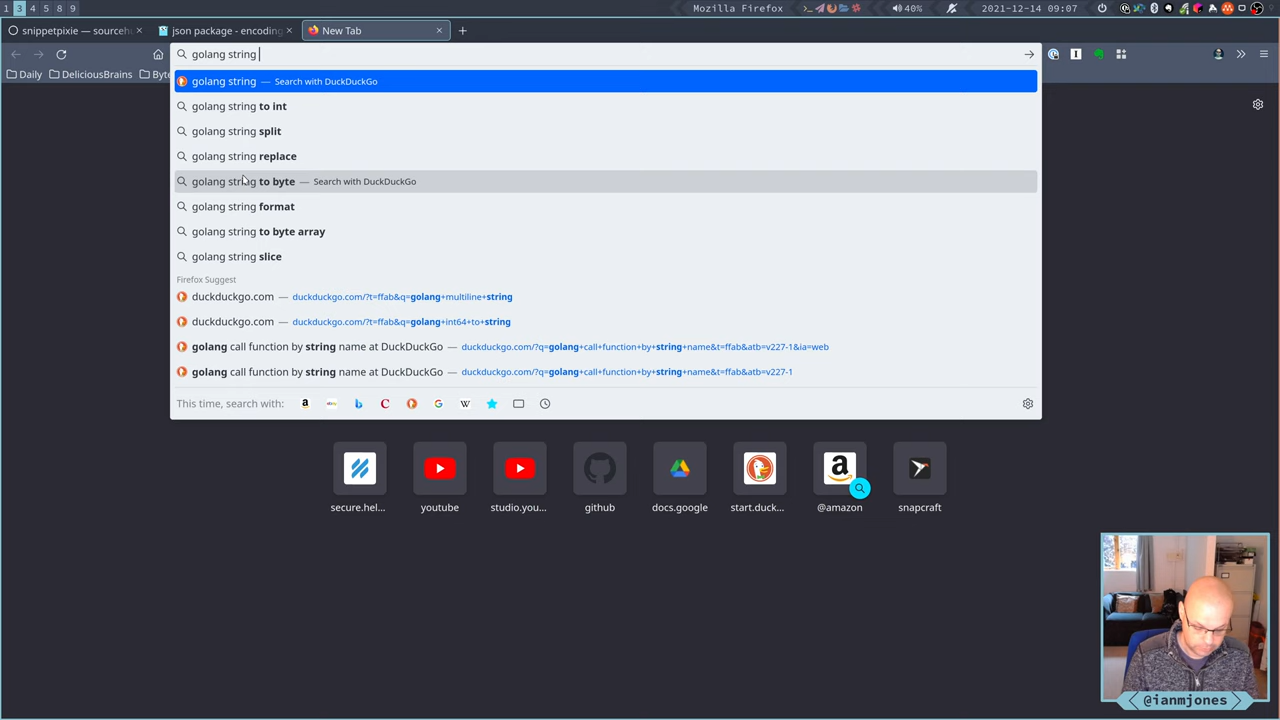 1 3 4 5 8 9
Mozilla Firefox
40%
2021-12-14 09:07
snippetpixie — sourcehu
json package - encoding
New Tab
golang string
Daily
DeliciousBrains
Byt
golang string — Search with DuckDuckGo
golang string to int
golang string split
golang string replace
golang string to byte — Search with DuckDuckGo
golang string format
golang string to byte array
golang string slice
Firefox Suggest
duckduckgo.com — duckduckgo.com/?t=ffab&q=golang+multiline+string
duckduckgo.com — duckduckgo.com/?t=ffab&q=golang+int64+to+string
golang call function by string name at DuckDuckGo — duckduckgo.com/?q=golang+call+function+by+string+name&t=ffab&atb=v227-1&ia=web
golang call function by string name at DuckDuckGo — duckduckgo.com/?q=golang+call+function+by+string+name&t=ffab&atb=v227-1
This time, search with:
secure.hel...
youtube
studio.you...
github
docs.google
start.duck...
@amazon
snapcraft
@ianmjones